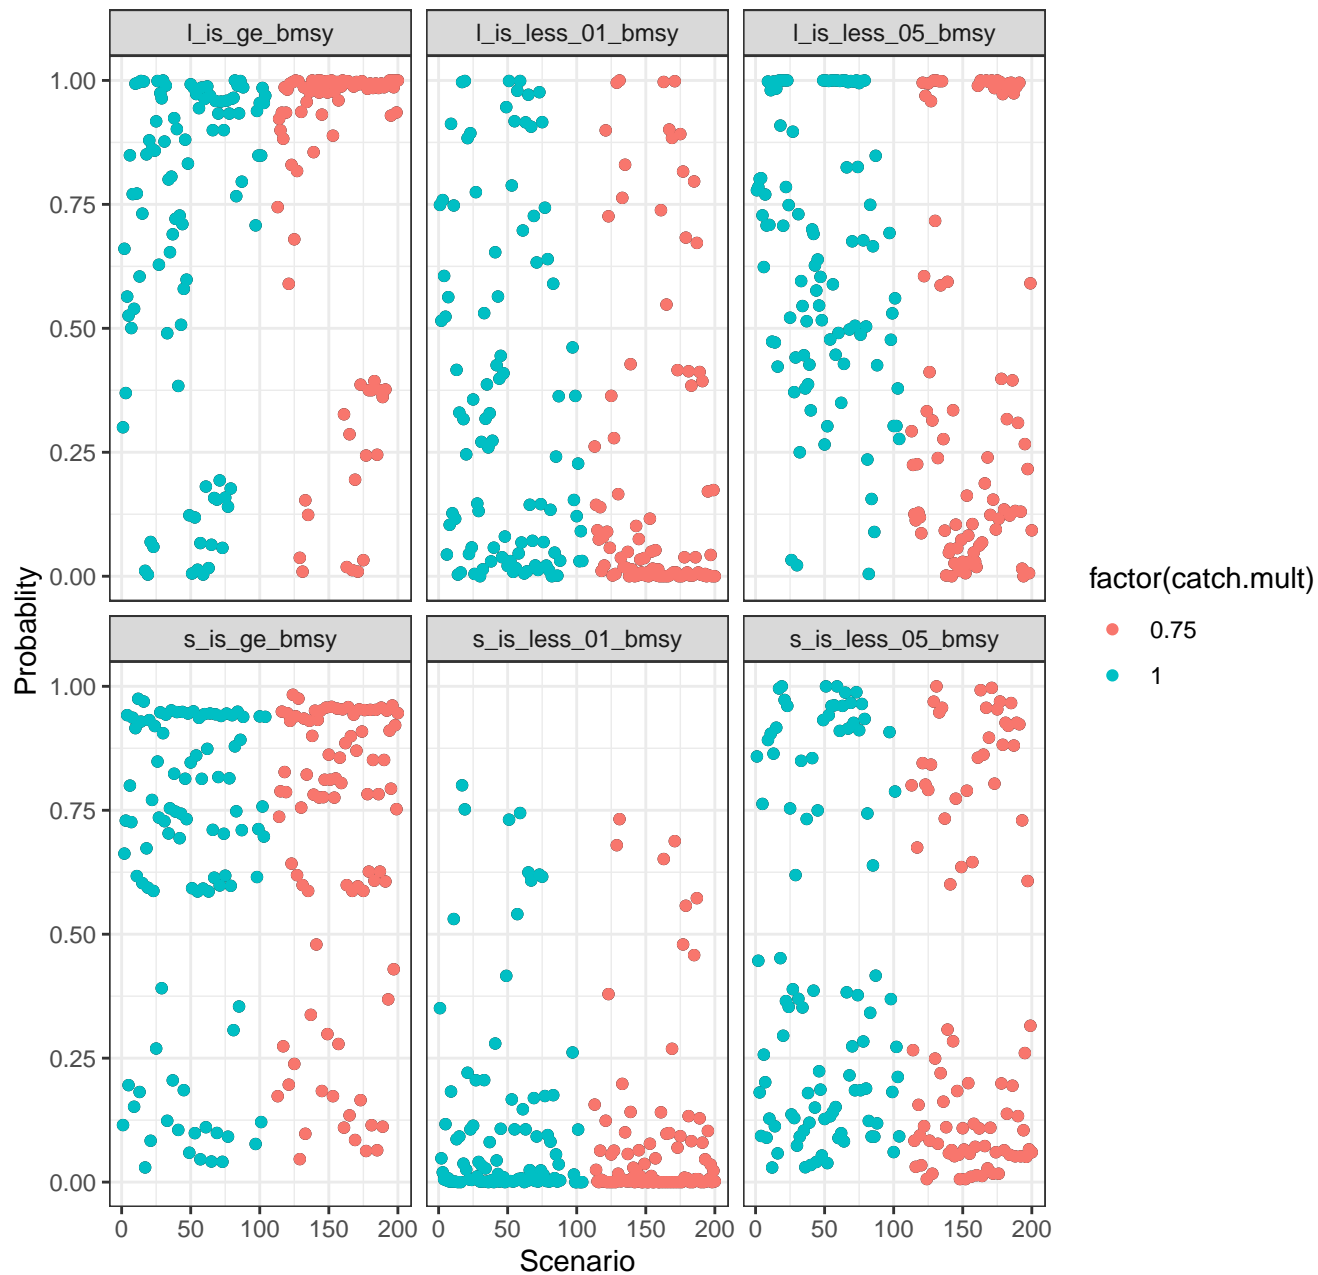 l_is_ge_bmsy
l_is_less_01_bmsy
l_is_less_05_bmsy
1.00
0.75
0.50
0.25
0.00
s_is_ge_bmsy
s_is_less_01_bmsy
s_is_less_05_bmsy
1.00
0.75
0.50
0.25
0.00
0 50 100 150 200
0 50 100 150 200
0 50 100 150 200
Scenario
Probablity
factor(catch.mult)
0.75
1